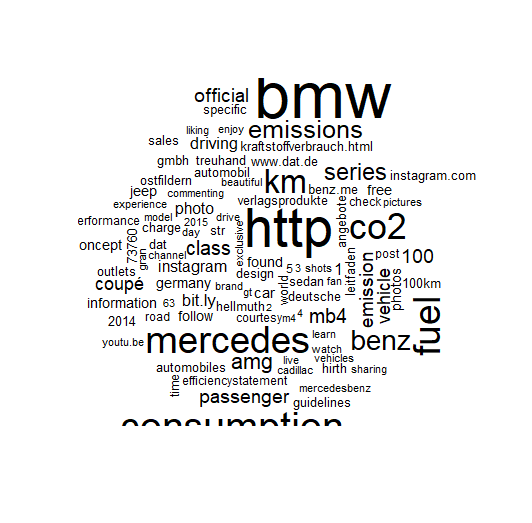 official
bmw
specific
liking
enjoy
emissions
sales
driving
kraftstoffverbrauch.html
gmbh
treuhand
www.dat.de
series
ostfildern
automobil
km
instagram.com
jeep
commenting
beautiful
benz.me
free
experience
photo
verlagsprodukte
check
pictures
erformance
model
2015
drive
http
angebote
co2
charge
day
str
73760
oncept
gran
dat
channel
class
exclusive
found
leitfaden
emission
post
100
outlets
instagram
design
5
3
shots
1
vehicle
photos
coupé
germany
brand
gt
car
world
sedan
fan
100km
information
63
bit.ly
hellmuth
2
deutsche
fuel
2014
road
follow
courtesy
m4
4
mb4
youtu.be
mercedes
learn
watch
benz
automobiles
amg
live
vehicles
cadillac
hirth
sharing
time
efficiencystatement
passenger
mercedesbenz
guidelines
consumption